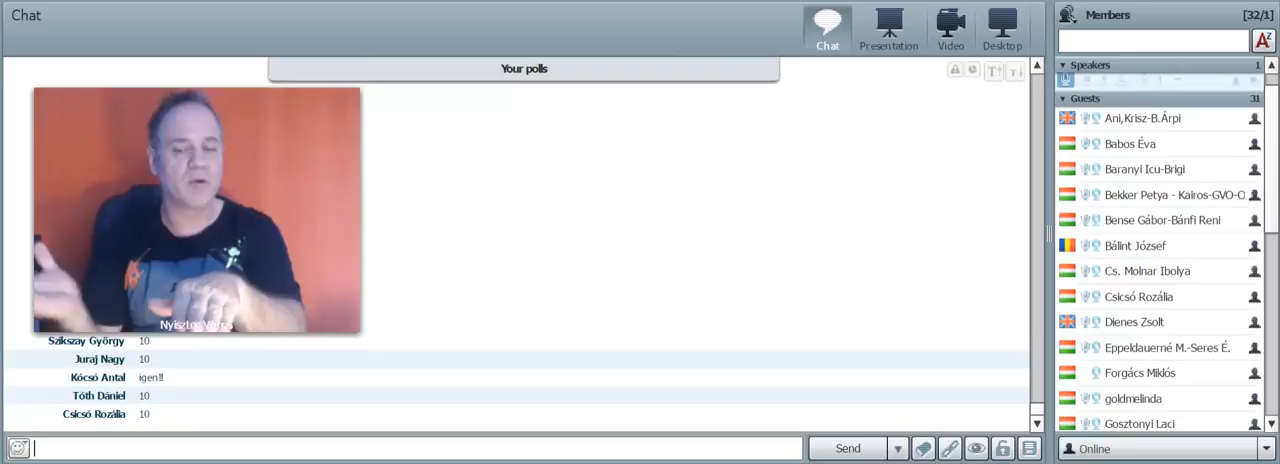 Chat
Chat
Presentation
Video
Desktop
Members [32/1]
Your polls
Speakers 1
Guests 31
Ani,Krisz-B.Árpi
Babos Éva
Baranyi Icu-Brigi
Bekker Petya - Kairos-GVO-O
Bense Gábor-Bánfi Reni
Bálint József
Cs. Molnar Ibolya
Csicsó Rozália
Dienes Zsolt
Eppeldauerné M.-Seres É.
Forgács Miklós
goldmelinda
Gosztonyi Laci
Szikszay György 10
Juraj Nagy 10
Kócsó Antal igen!!
Tóth Dániel 10
Csicsó Rozália 10
Send
Online